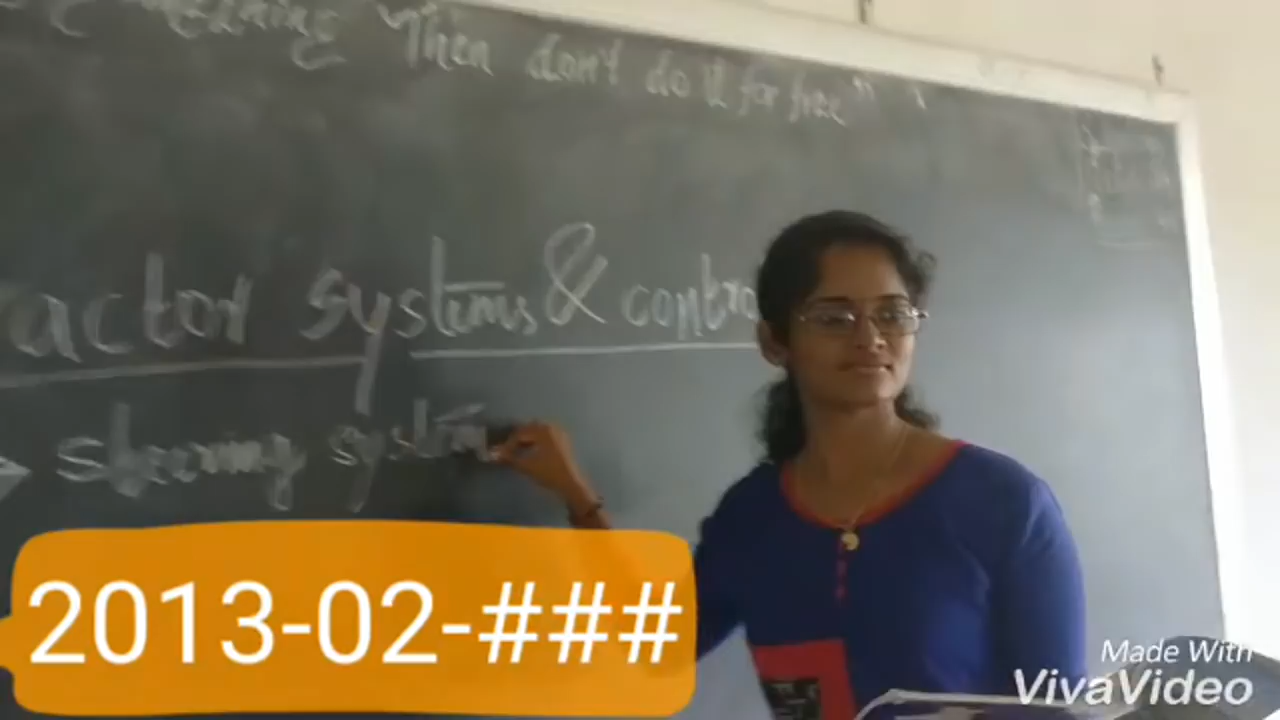 Then don't do it for free"
actor systems & contro
steering system
2013-02-###
Made With
VivaVideo